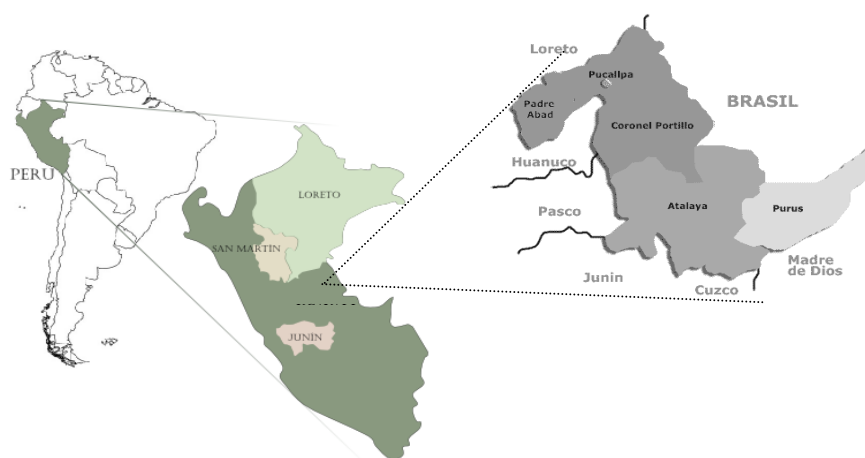 PERU
LORETO
SAN MARTIN
JUNIN
Loreto
Pucallpa
BRASIL
Padre
Abad
Coronel Portillo
Huanuco
Atalaya
Pasco
Purus
Madre
de Dios
Junin
Cuzco